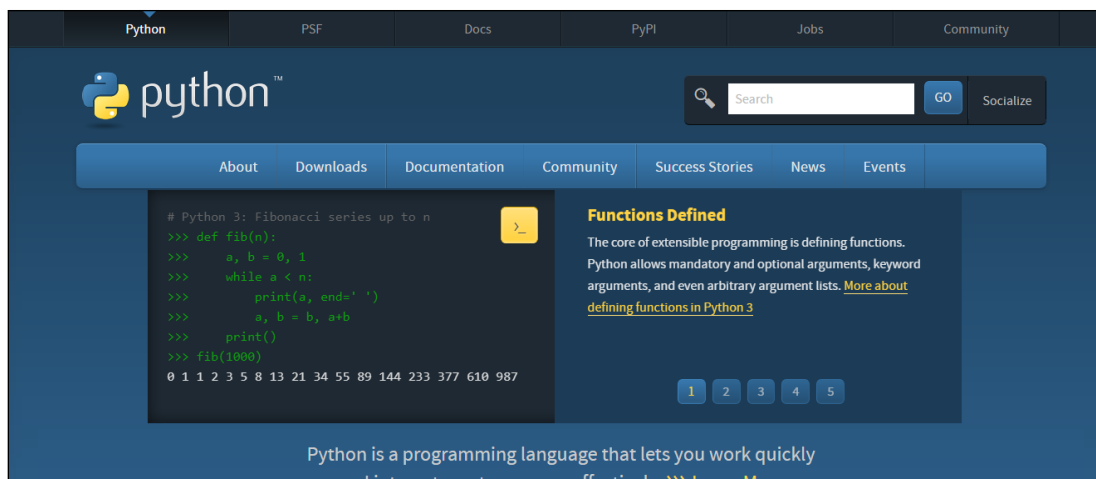 Python PSF Docs PyPI Jobs Community
python™
Search GO Socialize
About Downloads Documentation Community Success Stories News Events
# Python 3: Fibonacci series up to n
>>> def fib(n):
>>>     a, b = 0, 1
>>>     while a < n:
>>>         print(a, end=' ')
>>>         a, b = b, a+b
>>>     print()
>>> fib(1000)
0 1 1 2 3 5 8 13 21 34 55 89 144 233 377 610 987
>_
Functions Defined
The core of extensible programming is defining functions.
Python allows mandatory and optional arguments, keyword
arguments, and even arbitrary argument lists. More about
defining functions in Python 3
1 2 3 4 5
Python is a programming language that lets you work quickly